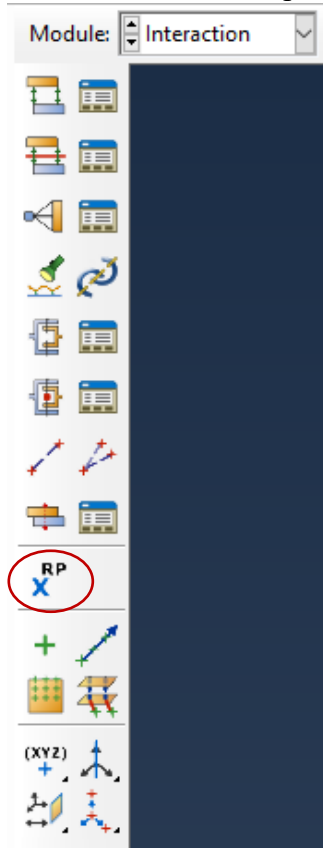 Module: Interaction
RP
X
(XYZ)